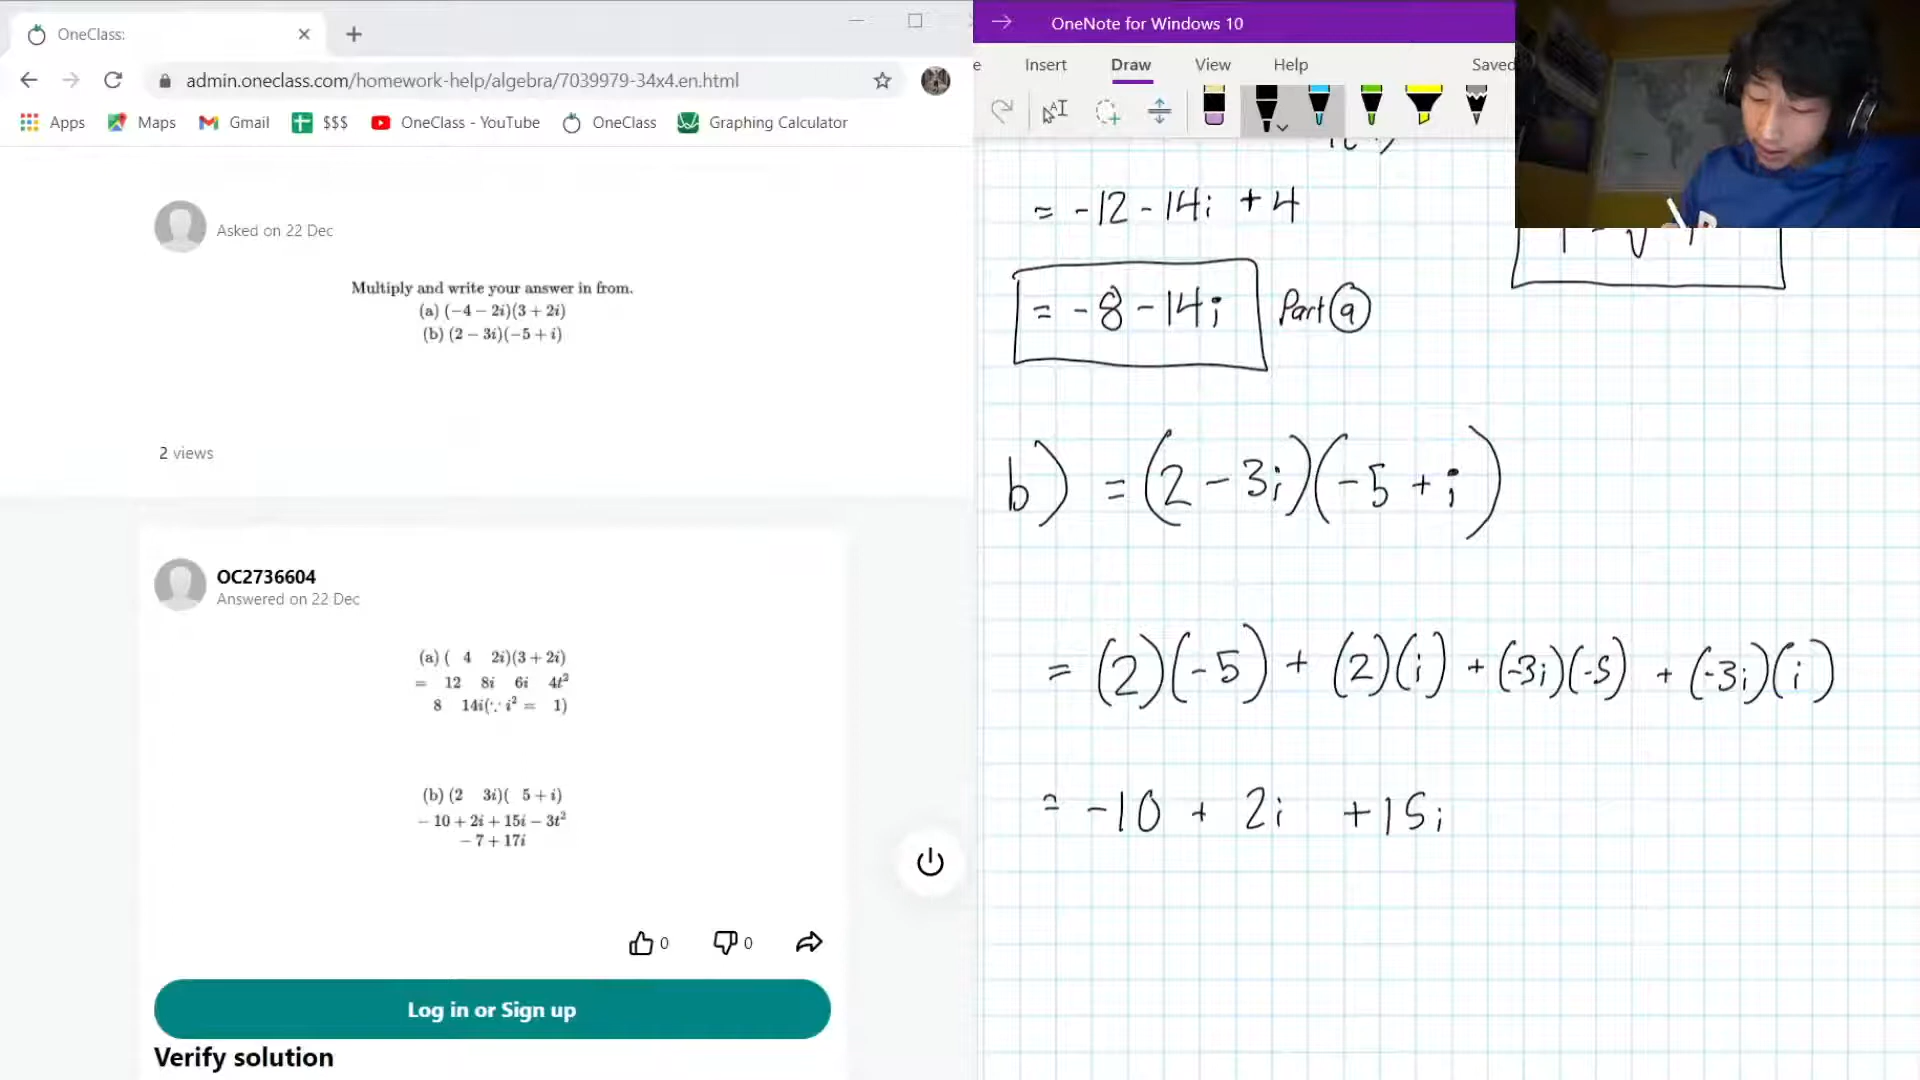 OneClass:
admin.oneclass.com/homework-help/algebra/7039979-34x4.en.html
Apps Maps Gmail $$$ OneClass - YouTube OneClass Graphing Calculator
Asked on 22 Dec
Multiply and write your answer in from.
(a) (−4 − 2i)(3 + 2i)
(b) (2 − 3i)(−5 + i)
2 views
OC2736604
Answered on 22 Dec
(a) ( 4 2i)(3 + 2i)
= 12 8i 6i 4t²
8 14i(∵ i² = 1)
(b) (2 3i)( 5 + i)
− 10 + 2i + 15i − 3t²
− 7 + 17i
0 0
Log in or Sign up
Verify solution
OneNote for Windows 10
Insert Draw View Help Saved
= -12 - 14i + 4
= -8 - 14i Part a
b) = (2 - 3i)(-5 + i)
= (2)(-5) + (2)(i) + (-3i)(-5) + (-3i)(i)
= -10 + 2i + 15i